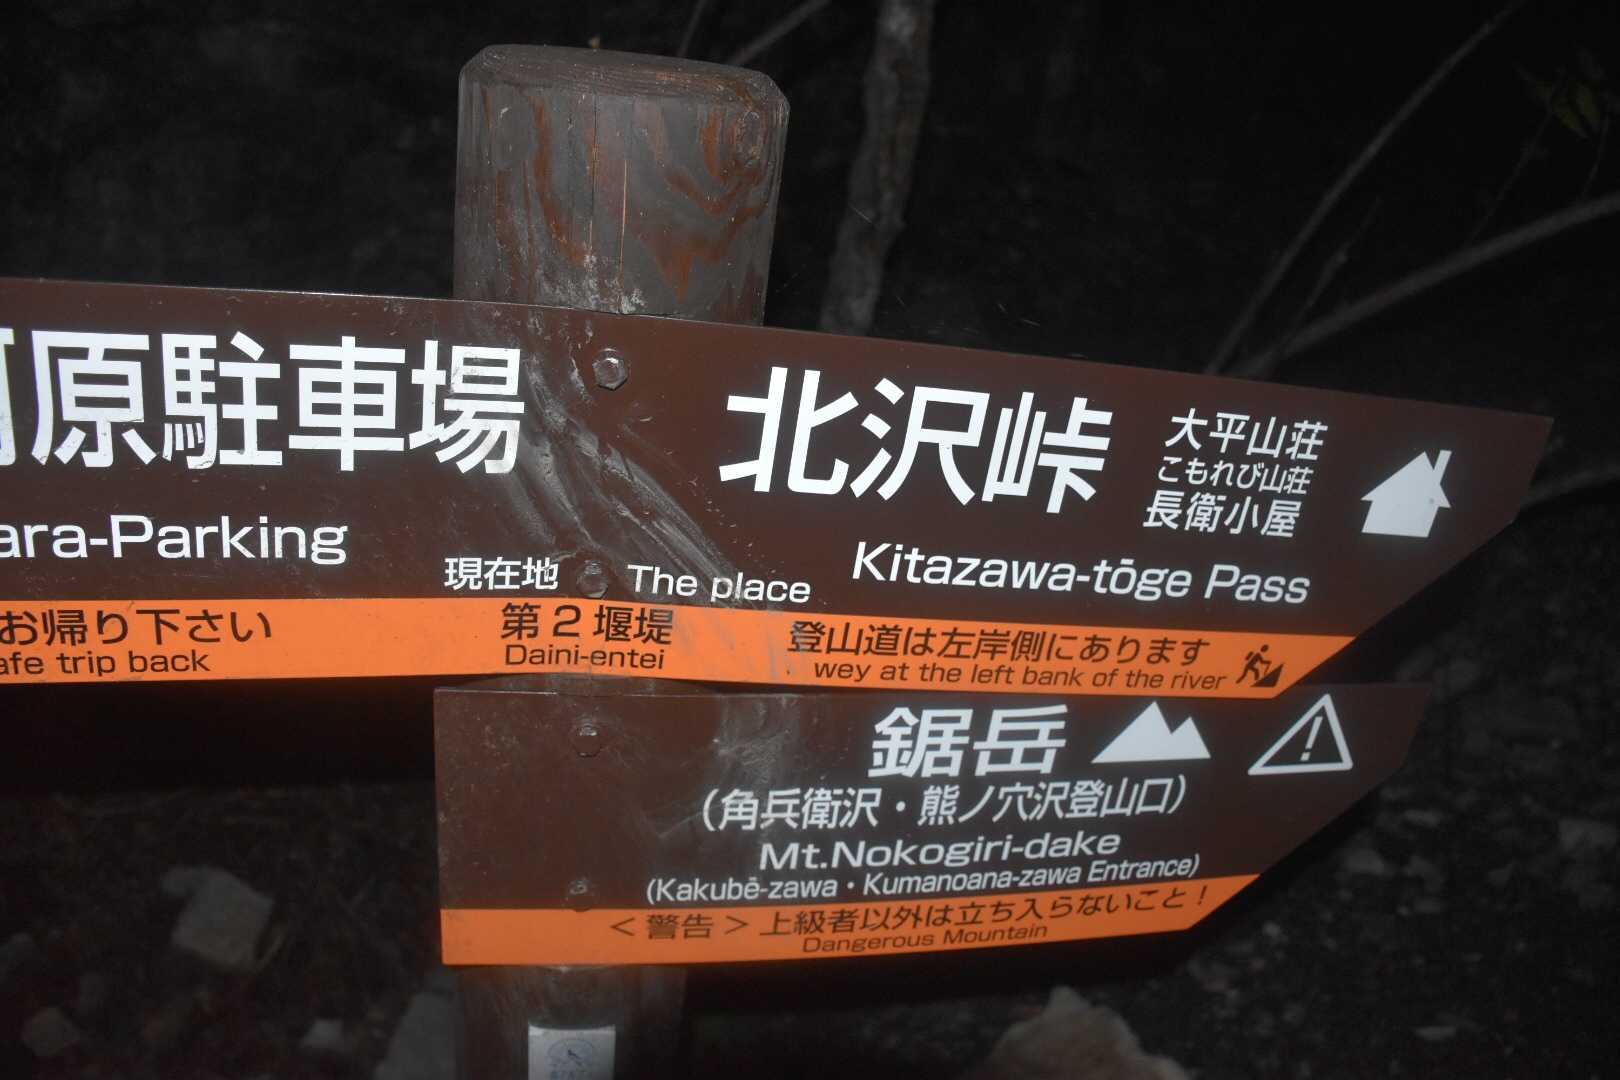 原駐車場
ara-Parking
お帰り下さい
afe trip back
現在地 The place
第2堰堤
Daini-entei
北沢峠
大平山荘
こもれび山荘
長衛小屋
Kitazawa-tōge Pass
登山道は左岸側にあります
wey at the left bank of the river
鋸岳
（角兵衛沢・熊ノ穴沢登山口）
Mt.Nokogiri-dake
(Kakubē-zawa・Kumanoana-zawa Entrance)
＜警告＞上級者以外は立ち入らないこと！
Dangerous Mountain